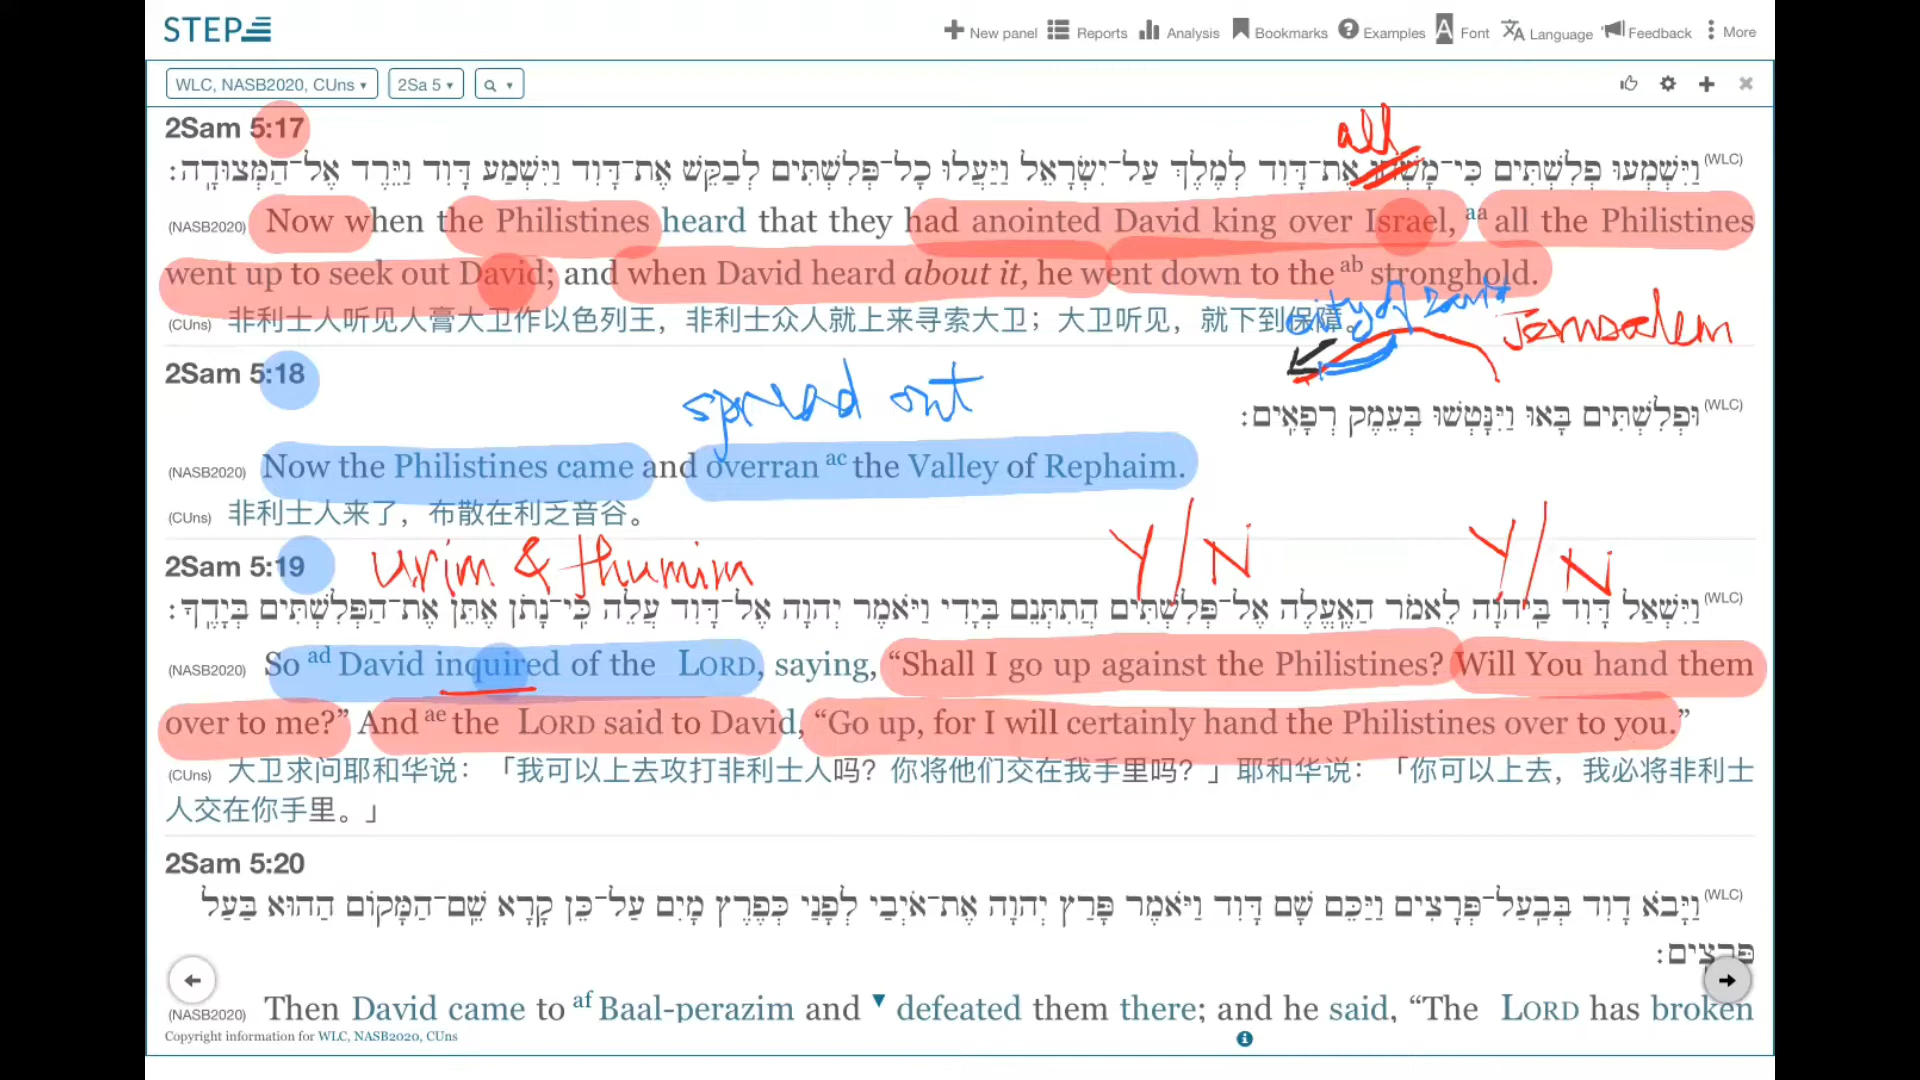 STEP
New panel Reports Analysis Bookmarks Examples Font Language Feedback More
WLC, NASB2020, CUns 2Sa 5
all
2Sam 5:17
(WLC) וַיִּשְׁמְעוּ פְלִשְׁתִּים כִּי־מָשְׁחוּ אֶת־דָּוִד לְמֶלֶךְ עַל־יִשְׂרָאֵל וַיַּעֲלוּ כָל־פְּלִשְׁתִּים לְבַקֵּשׁ אֶת־דָּוִד וַיִּשְׁמַע דָּוִד וַיֵּרֶד אֶל־הַמְּצוּדָה׃
(NASB2020) Now when the Philistines heard that they had anointed David king over Israel, aa all the Philistines
went up to seek out David; and when David heard about it, he went down to the ab stronghold.
(CUns) 非利士人听见人膏大卫作以色列王，非利士众人就上来寻索大卫；大卫听见，就下到保障。
city of David
Jerusalem
2Sam 5:18
spread out
(WLC) וּפְלִשְׁתִּים בָּאוּ וַיִּנָּטְשׁוּ בְּעֵמֶק רְפָאִים׃
(NASB2020) Now the Philistines came and overran ac the Valley of Rephaim.
(CUns) 非利士人来了，布散在利乏音谷。
2Sam 5:19
urim & thumim Y/N Y/N
(WLC) וַיִּשְׁאַל דָּוִד בַּיהוָה לֵאמֹר הַאֶעֱלֶה אֶל־פְּלִשְׁתִּים הֲתִתְּנֵם בְּיָדִי וַיֹּאמֶר יְהוָה אֶל־דָּוִד עֲלֵה כִּי־נָתֹן אֶתֵּן אֶת־הַפְּלִשְׁתִּים בְּיָדֶךָ׃
(NASB2020) So ad David inquired of the LORD, saying, “Shall I go up against the Philistines? Will You hand them
over to me?” And ae the LORD said to David, “Go up, for I will certainly hand the Philistines over to you.”
(CUns) 大卫求问耶和华说：「我可以上去攻打非利士人吗？你将他们交在我手里吗？」耶和华说：「你可以上去，我必将非利士
人交在你手里。」
2Sam 5:20
(WLC) וַיָּבֹא דָוִד בְּבַעַל־פְּרָצִים וַיַּכֵּם שָׁם דָּוִד וַיֹּאמֶר פָּרַץ יְהוָה אֶת־אֹיְבַי לְפָנַי כְּפֶרֶץ מָיִם עַל־כֵּן קָרָא שֵׁם־הַמָּקוֹם הַהוּא בַּעַל
פְּרָצִים׃
(NASB2020) Then David came to af Baal-perazim and defeated them there; and he said, “The LORD has broken
Copyright information for WLC, NASB2020, CUns